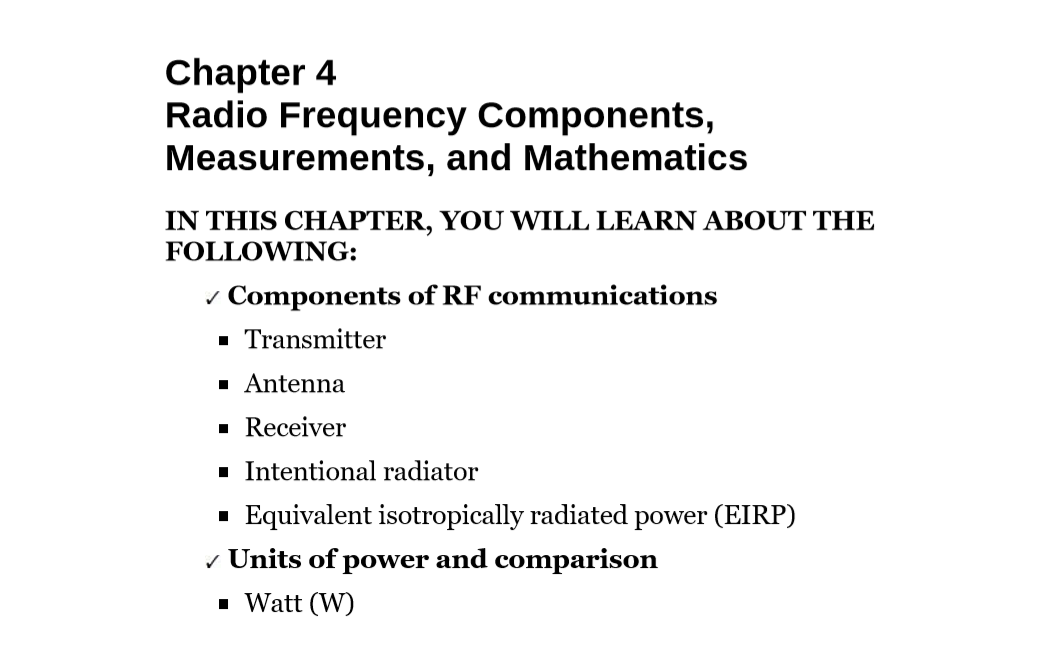 Chapter 4
Radio Frequency Components,
Measurements, and Mathematics
IN THIS CHAPTER, YOU WILL LEARN ABOUT THE
FOLLOWING:
✓ Components of RF communications
▪ Transmitter
▪ Antenna
▪ Receiver
▪ Intentional radiator
▪ Equivalent isotropically radiated power (EIRP)
✓ Units of power and comparison
▪ Watt (W)